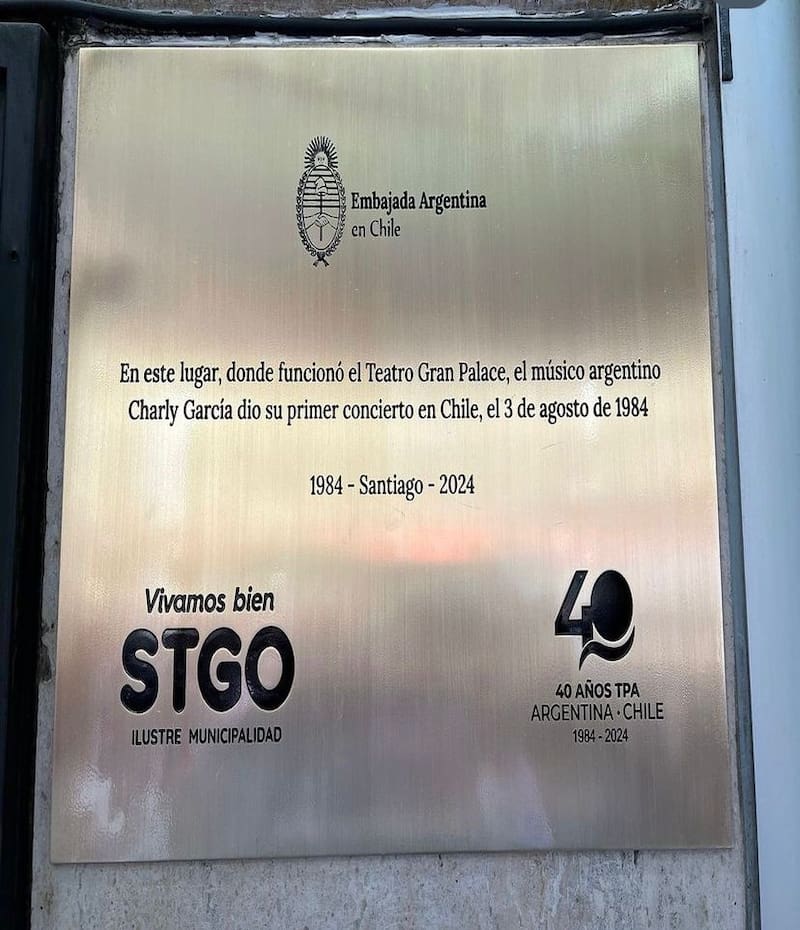 Embajada Argentina
en Chile
En este lugar, donde funcionó el Teatro Gran Palace, el músico argentino
Charly García dio su primer concierto en Chile, el 3 de agosto de 1984
1984 - Santiago - 2024
Vivamos bien
STGO
ILUSTRE MUNICIPALIDAD
40
40 AÑOS TPA
ARGENTINA · CHILE
1984 - 2024